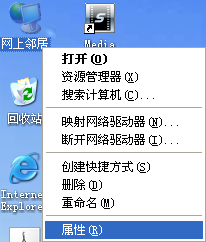 网上邻居
Media
打开(O)
资源管理器(X)
搜索计算机(C)...
回收站
映射网络驱动器(N)...
断开网络驱动器(I)...
创建快捷方式(S)
删除(D)
重命名(M)
Interne
Explore
属性(R)